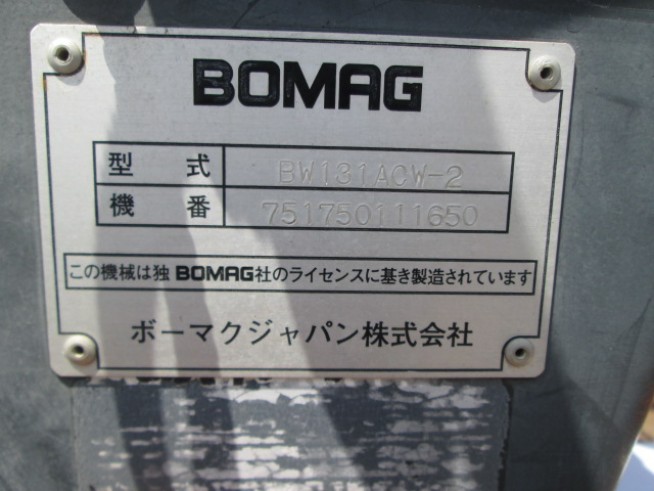 BOMAG
型 式 BW131ACW-2
機 番 751750111650
この機械は独BOMAG社のライセンスに基き製造されています
ボーマクジャパン株式会社